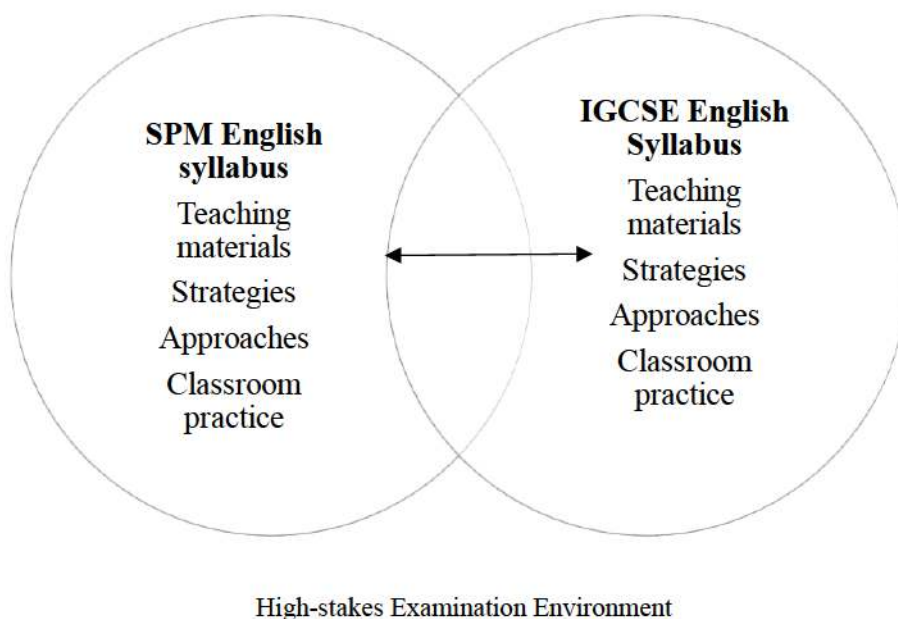 SPM English
syllabus
Teaching
materials
Strategies
Approaches
Classroom
practice
IGCSE English
Syllabus
Teaching
materials
Strategies
Approaches
Classroom
practice
High-stakes Examination Environment